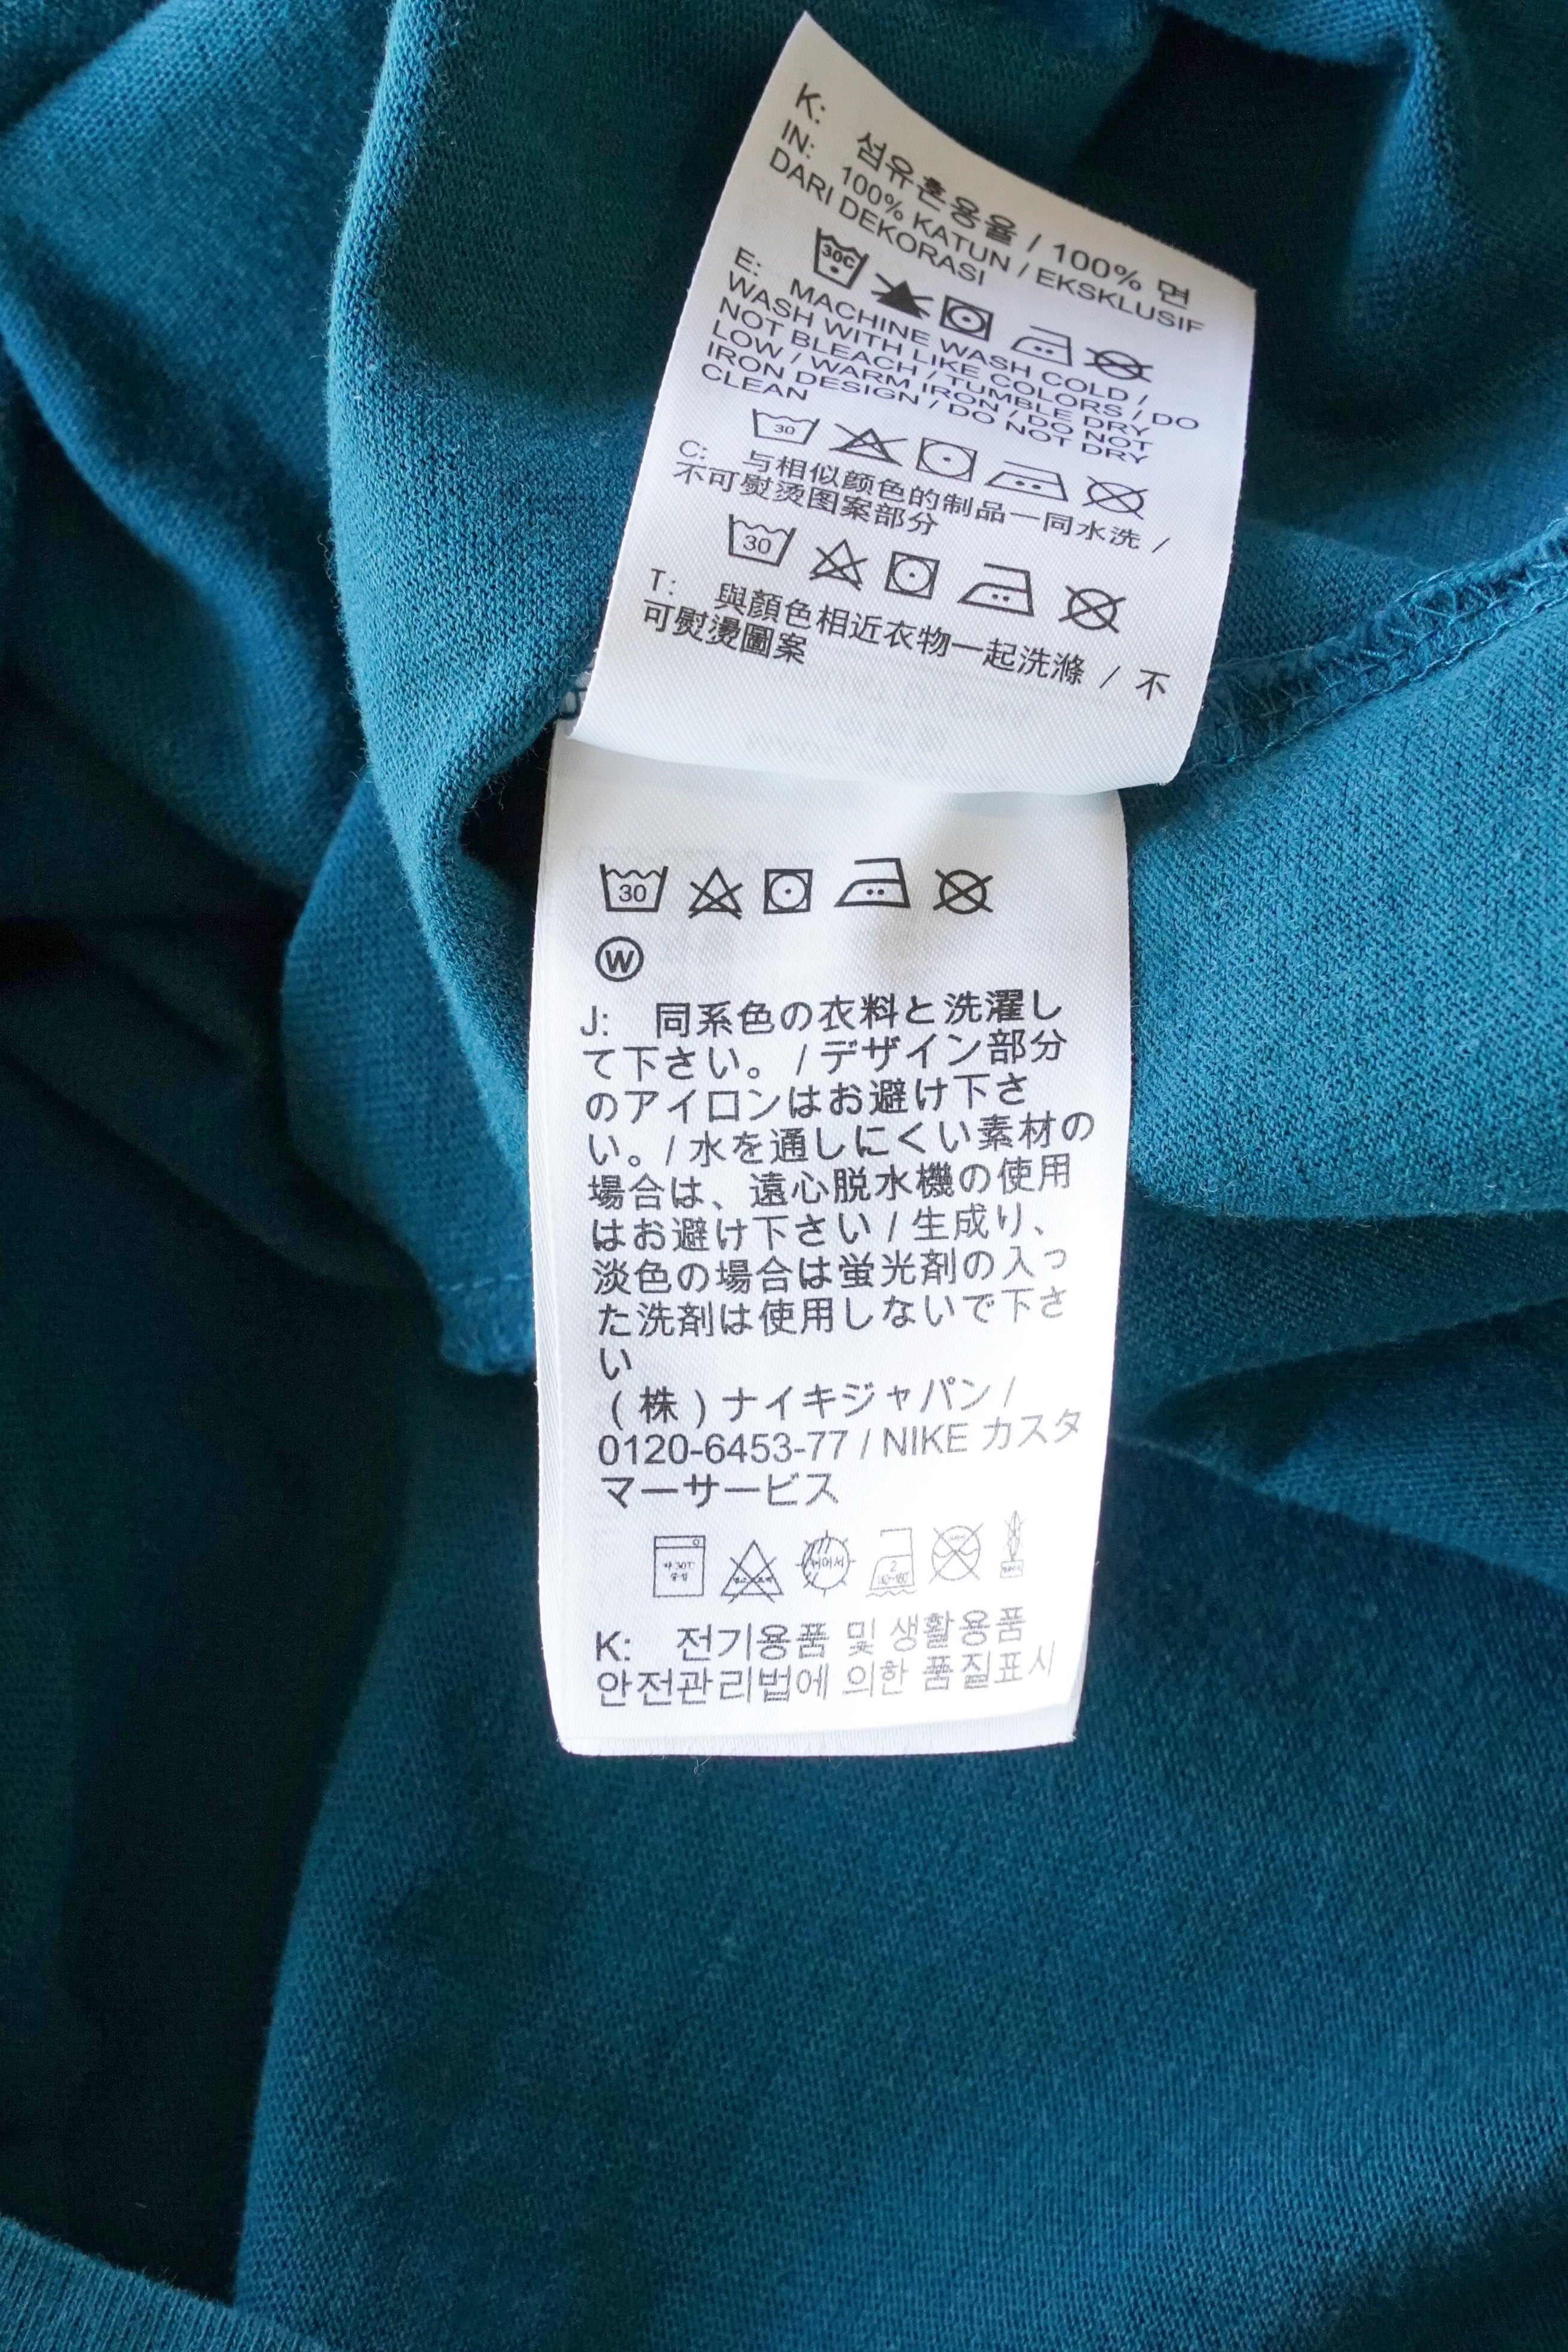 K: 섬유혼용율 / 100% 면
IN: 100% KATUN / EKSKLUSIF
DARI DEKORASI
30C
E: MACHINE WASH COLD /
WASH WITH LIKE COLORS / DO
NOT BLEACH / TUMBLE DRY
LOW / WARM IRON / DO NOT
IRON DESIGN / DO NOT DRY
CLEAN
30
C: 与相似颜色的制品一同水洗 /
不可熨烫图案部分
30
T: 與顏色相近衣物一起洗滌 / 不
可熨燙圖案
30
W
J: 同系色の衣料と洗濯し
て下さい。 / デザイン部分
のアイロンはお避け下さ
い。/ 水を通しにくい素材の
場合は、遠心脱水機の使用
はお避け下さい / 生成り、
淡色の場合は蛍光剤の入っ
た洗剤は使用しないで下さ
い
(株)ナイキジャパン /
0120-6453-77 / NIKE カスタ
マーサービス
K: 전기용품 및 생활용품
안전관리법에 의한 품질표시